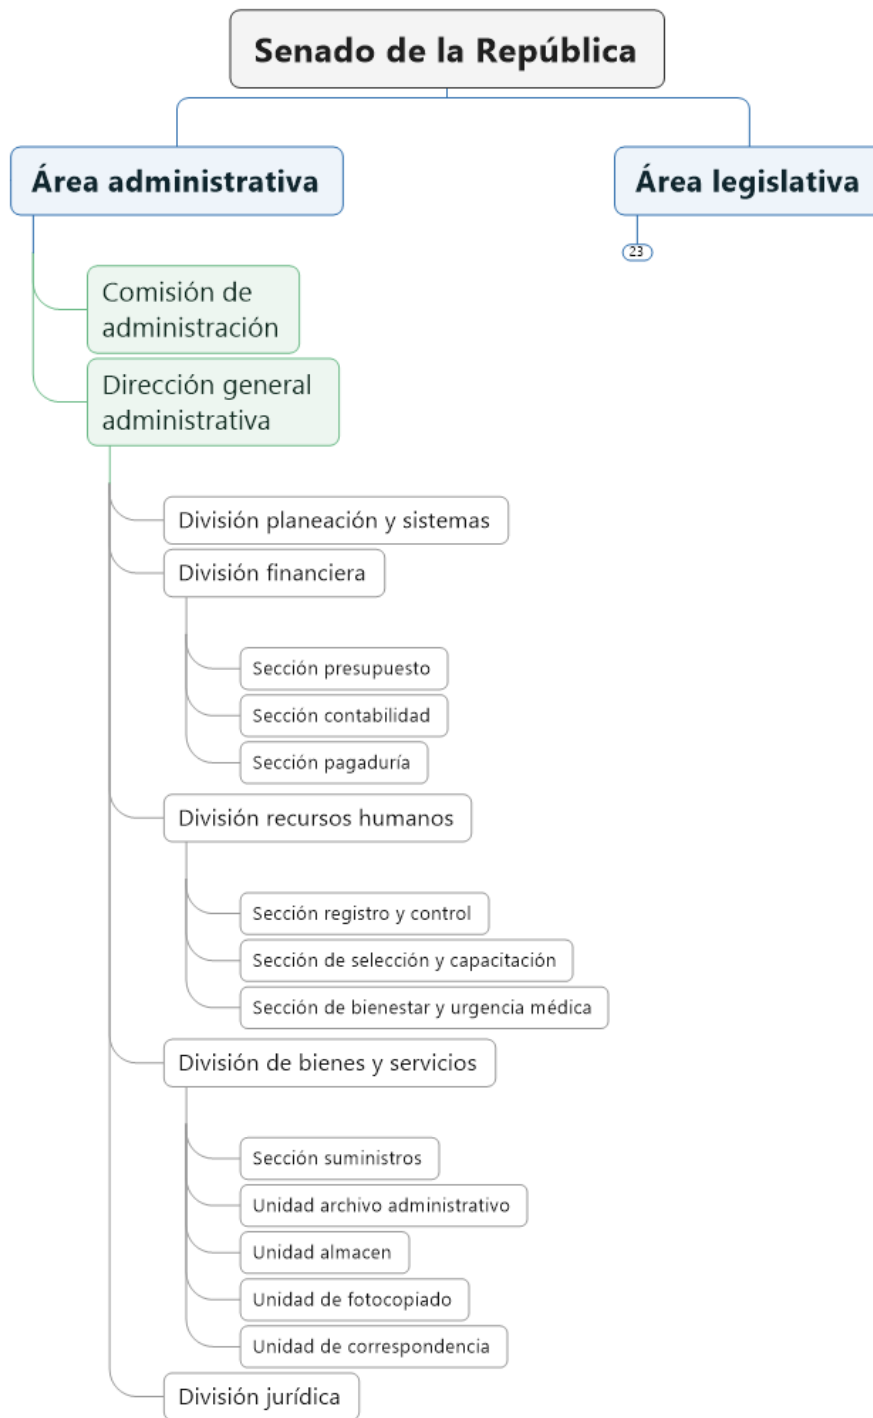 Senado de la República
Área administrativa
Área legislativa
23
Comisión de
administración
Dirección general
administrativa
División planeación y sistemas
División financiera
Sección presupuesto
Sección contabilidad
Sección pagaduría
División recursos humanos
Sección registro y control
Sección de selección y capacitación
Sección de bienestar y urgencia médica
División de bienes y servicios
Sección suministros
Unidad archivo administrativo
Unidad almacen
Unidad de fotocopiado
Unidad de correspondencia
División jurídica